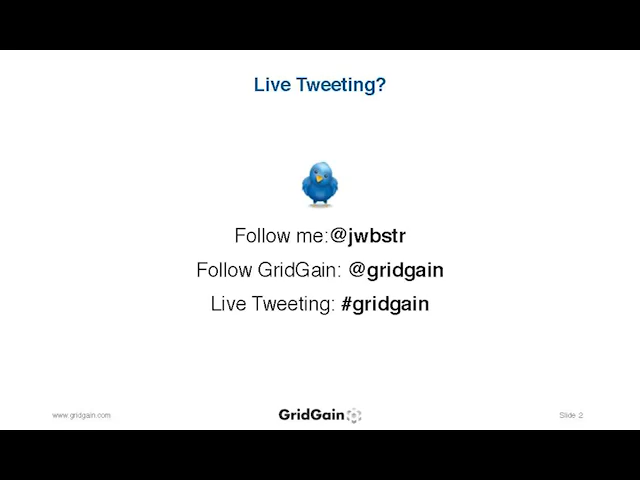 Live Tweeting?
Follow me:@jwbstr
Follow GridGain: @gridgain
Live Tweeting: #gridgain
www.gridgain.com
GridGain
Slide 2